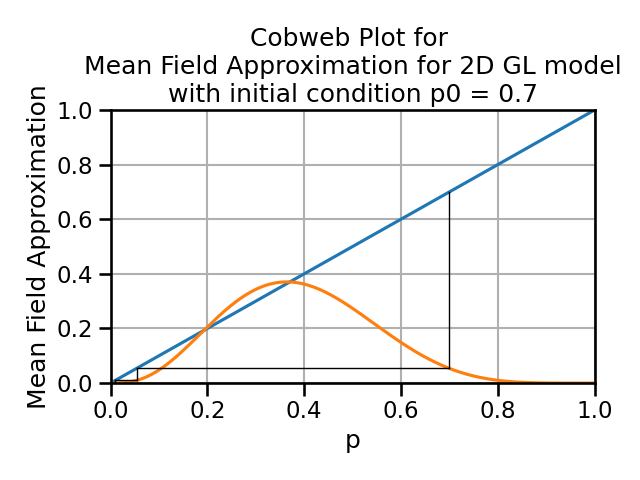 Cobweb Plot for
Mean Field Approximation for 2D GL model
with initial condition p0 = 0.7
Mean Field Approximation
1.0
0.8
0.6
0.4
0.2
0.0
0.0 0.2 0.4 0.6 0.8 1.0
p